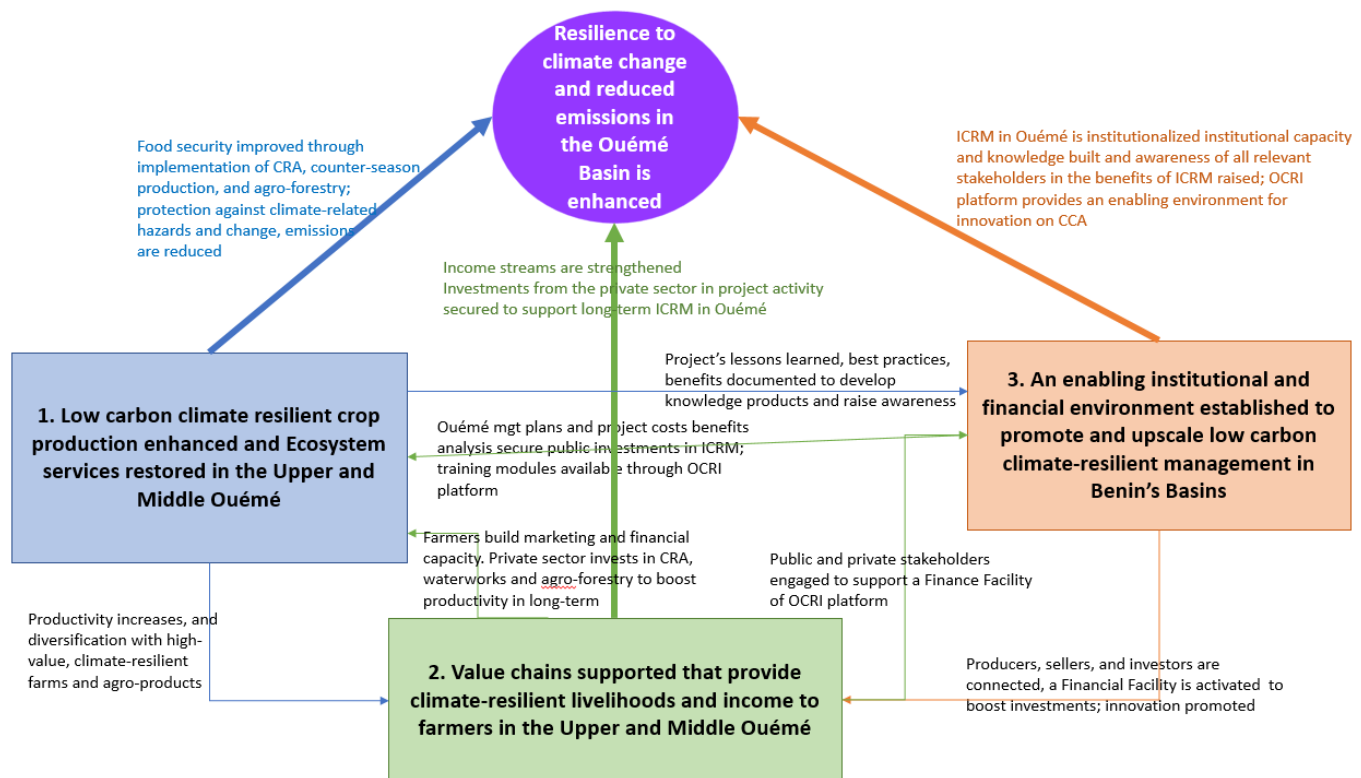 Resilience to
climate change
and reduced
emissions in
the Ouémé
Basin is
enhanced
Food security improved through
implementation of CRA, counter-season
production, and agro-forestry;
protection against climate-related
hazards and change, emissions
are reduced
ICRM in Ouémé is institutionalized institutional capacity
and knowledge built and awareness of all relevant
stakeholders in the benefits of ICRM raised; OCRI
platform provides an enabling environment for
innovation on CCA
Income streams are strengthened
Investments from the private sector in project activity
secured to support long-term ICRM in Ouémé
1. Low carbon climate resilient crop
production enhanced and Ecosystem
services restored in the Upper and
Middle Ouémé
Project's lessons learned, best practices,
benefits documented to develop
knowledge products and raise awareness
Ouémé mgt plans and project costs benefits
analysis secure public investments in ICRM;
training modules available through OCRI
platform
3. An enabling institutional and
financial environment established to
promote and upscale low carbon
climate-resilient management in
Benin's Basins
Farmers build marketing and financial
capacity. Private sector invests in CRA,
waterworks and agro-forestry to boost
productivity in long-term
Public and private stakeholders
engaged to support a Finance Facility
of OCRI platform
Productivity increases, and
diversification with high-
value, climate-resilient
farms and agro-products
2. Value chains supported that provide
climate-resilient livelihoods and income to
farmers in the Upper and Middle Ouémé
Producers, sellers, and investors are
connected, a Financial Facility is activated to
boost investments; innovation promoted